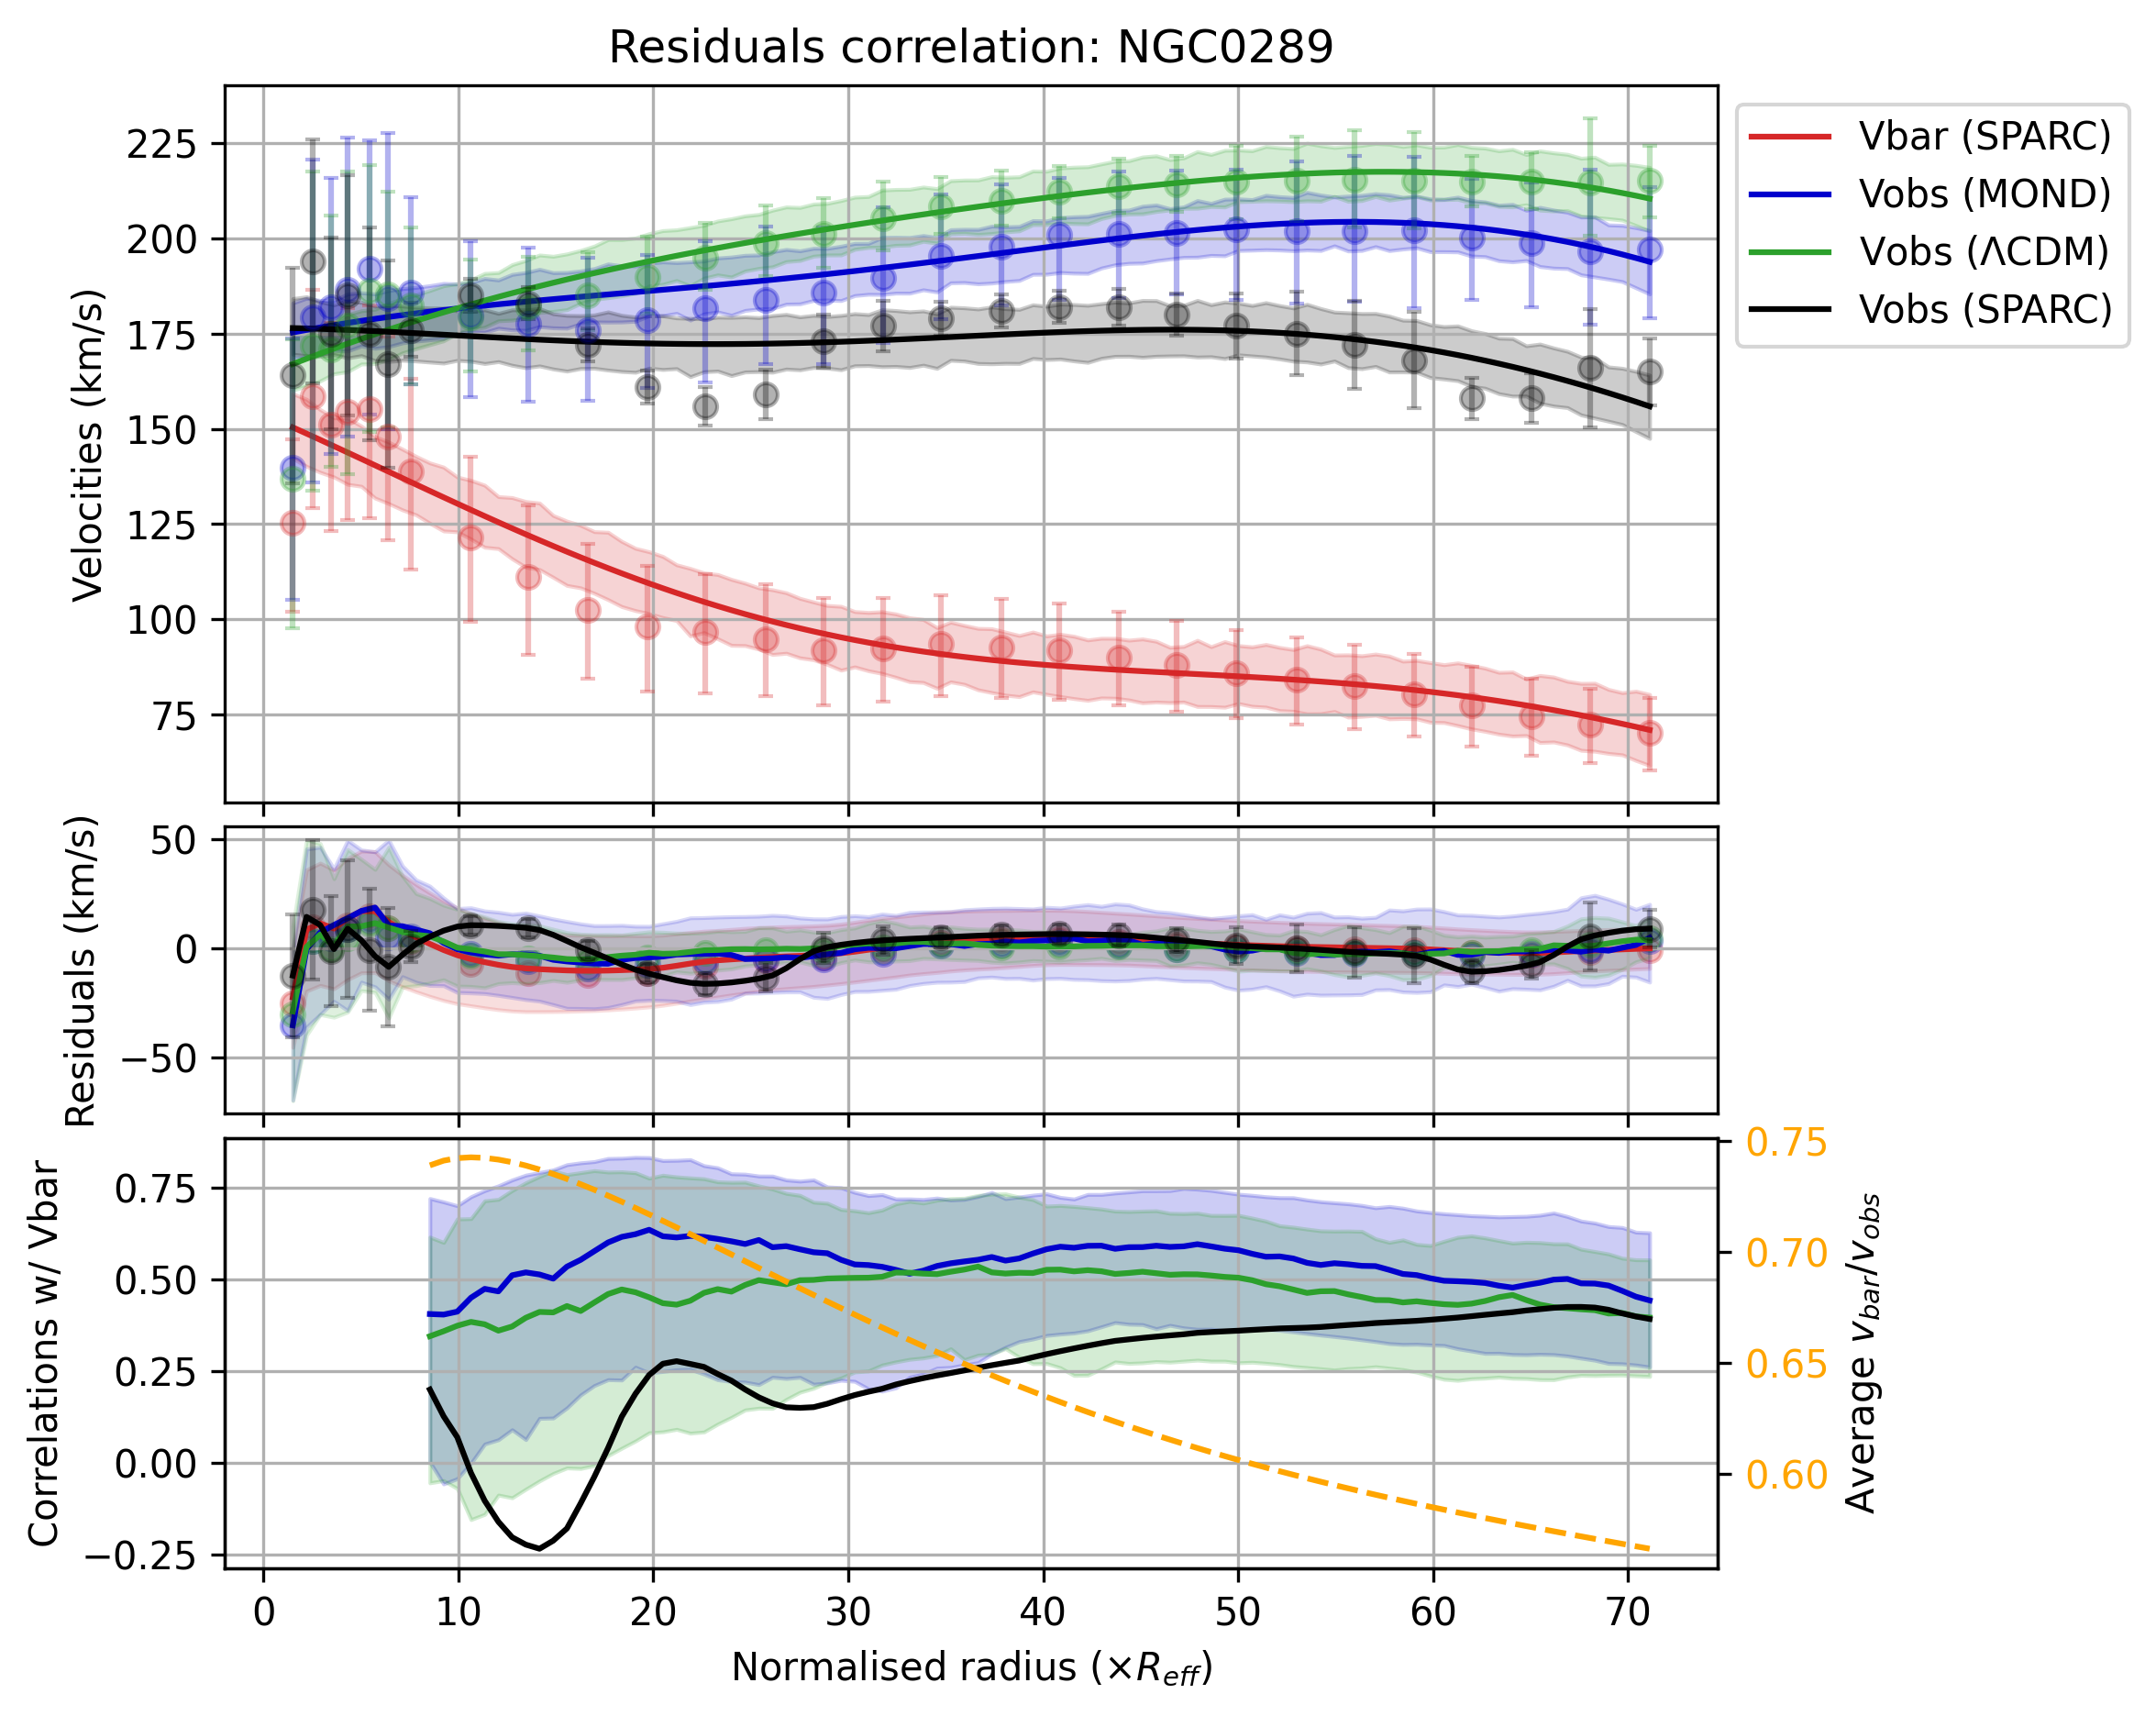 Residuals correlation: NGC0289
225
200
175
150
125
100
75
Velocities (km/s)
Vbar (SPARC)
Vobs (MOND)
Vobs (ΛCDM)
Vobs (SPARC)
50
0
−50
Residuals (km/s)
0.75
0.50
0.25
0.00
−0.25
Correlations w/ Vbar
0.75
0.70
0.65
0.60
Average v_bar/v_obs
0 10 20 30 40 50 60 70
Normalised radius (×R_eff)